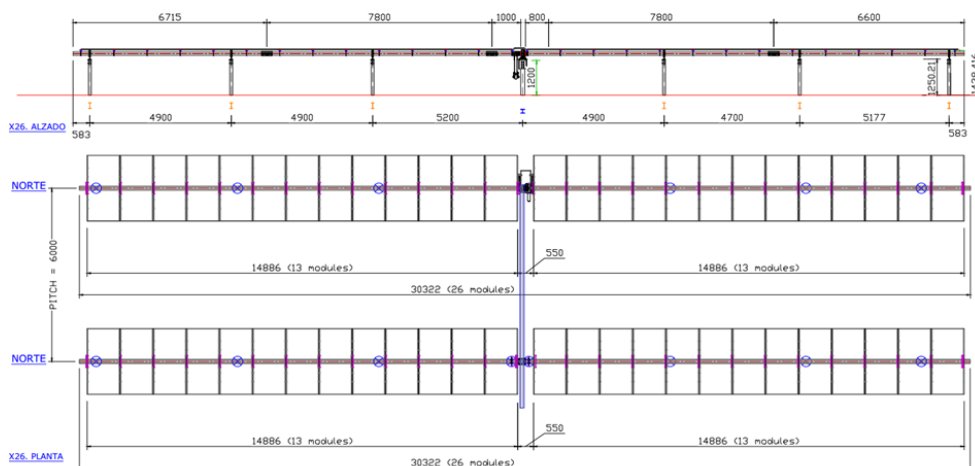 6715 7800 1000 800 7800 6600
1200 1250.21 1428.416
4900 4900 5200 4900 4700 5177
583 583
X26. ALZADO
NORTE
550
14886 (13 modules) 14886 (13 modules)
30322 (26 modules)
PITCH = 6000
NORTE
550
14886 (13 modules) 14886 (13 modules)
X26. PLANTA
30322 (26 modules)